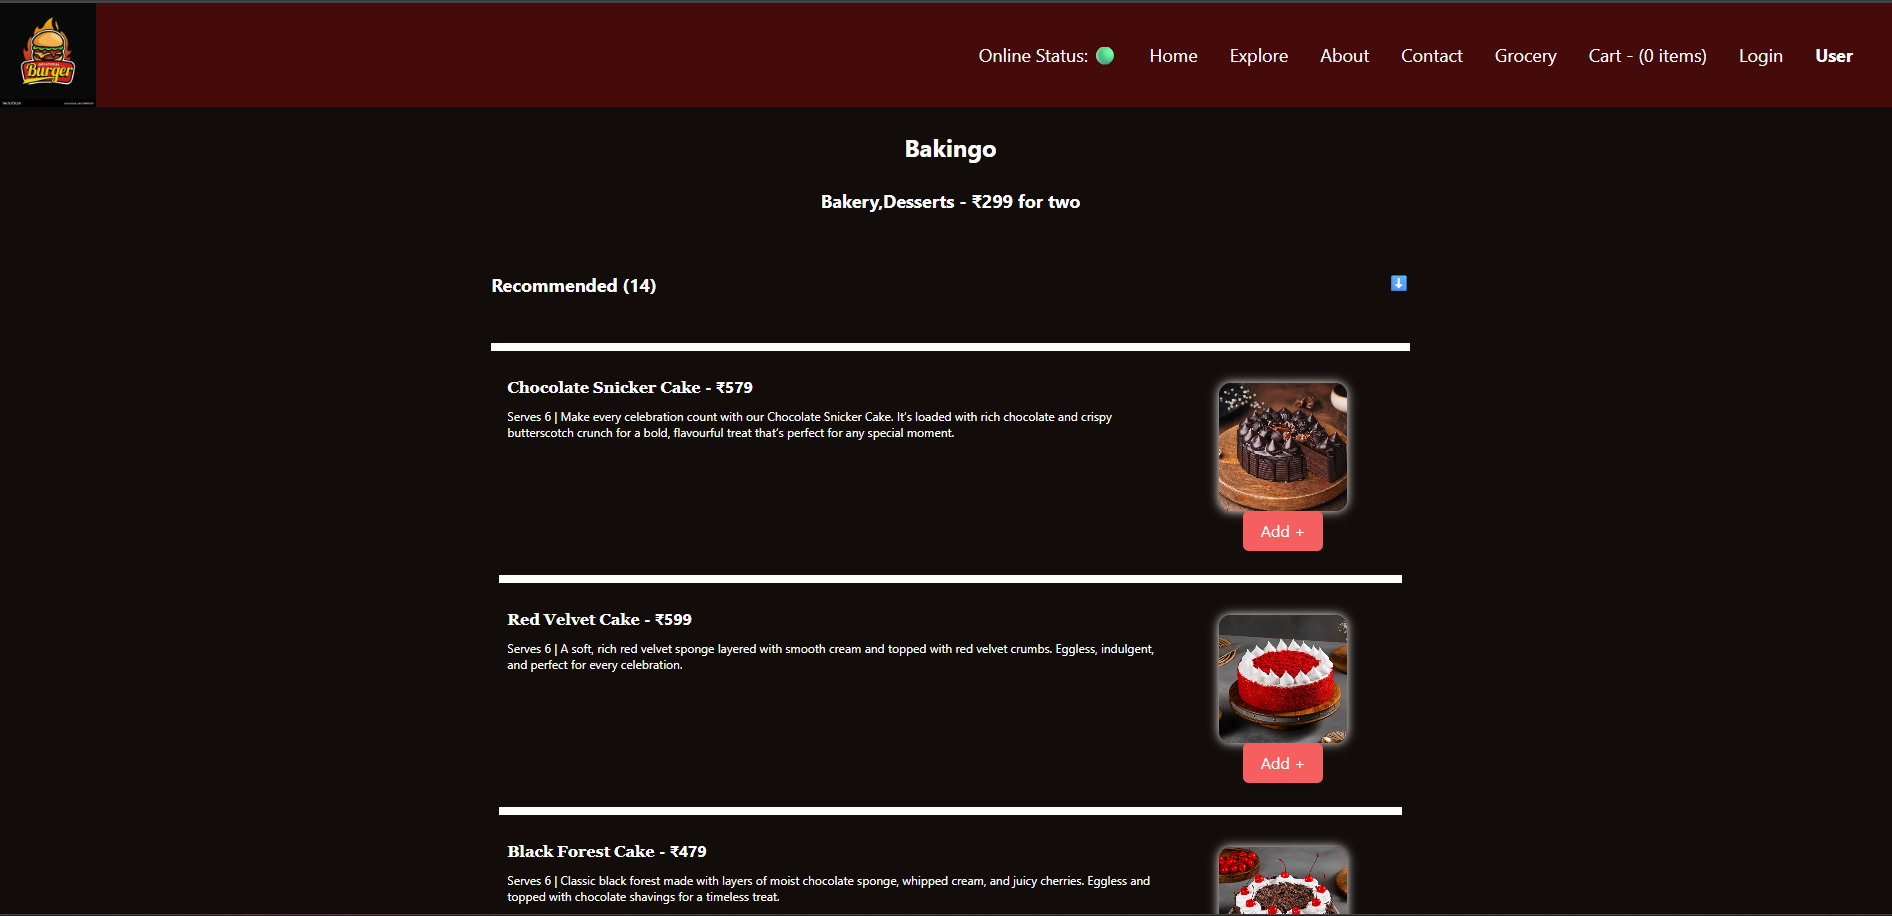 Burger
Online Status:
Home
Explore
About
Contact
Grocery
Cart - (0 items)
Login
User
Bakingo
Bakery,Desserts - ₹299 for two
Recommended (14)
Chocolate Snicker Cake - ₹579
Serves 6 | Make every celebration count with our Chocolate Snicker Cake. It's loaded with rich chocolate and crispy
butterscotch crunch for a bold, flavourful treat that's perfect for any special moment.
Add +
Red Velvet Cake - ₹599
Serves 6 | A soft, rich red velvet sponge layered with smooth cream and topped with red velvet crumbs. Eggless, indulgent,
and perfect for every celebration.
Add +
Black Forest Cake - ₹479
Serves 6 | Classic black forest made with layers of moist chocolate sponge, whipped cream, and juicy cherries. Eggless and
topped with chocolate shavings for a timeless treat.